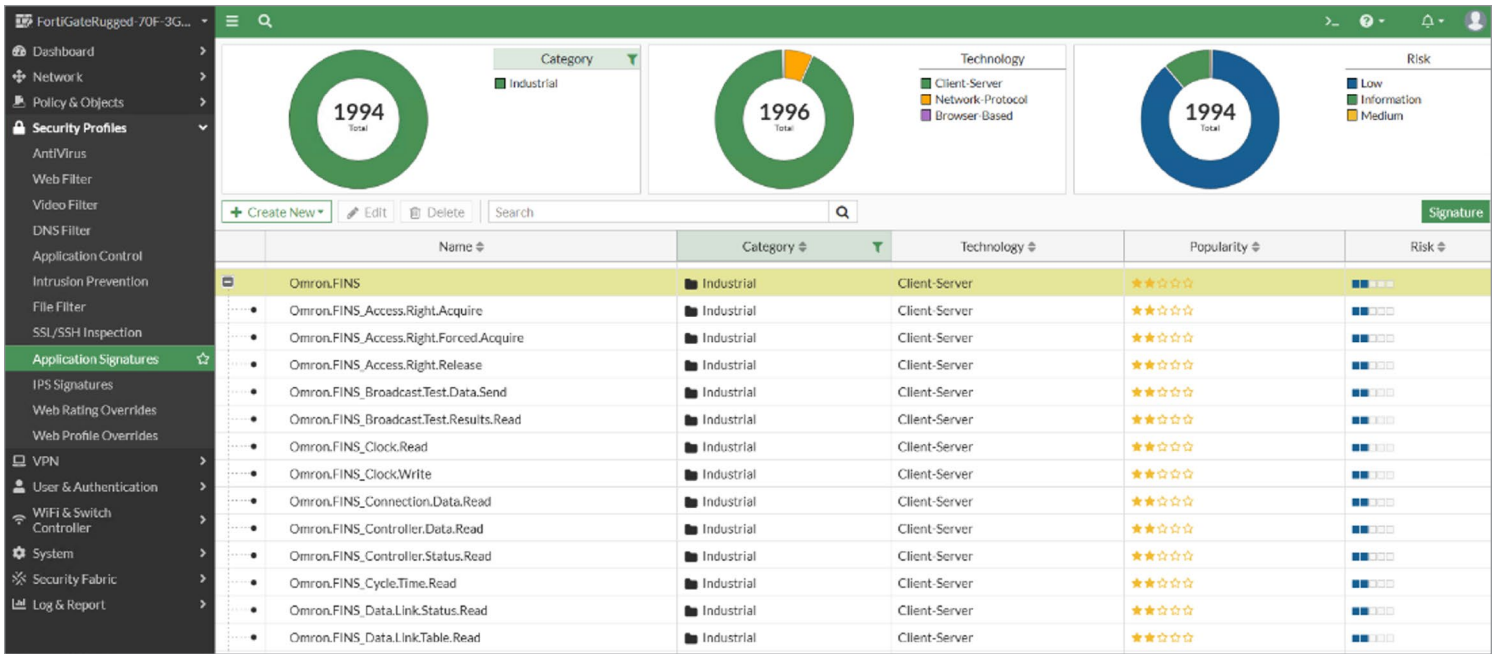 FortiGateRugged-70F-3G...
>_
Dashboard
Network
Policy & Objects
Security Profiles
AntiVirus
Web Filter
Video Filter
DNS Filter
Application Control
Intrusion Prevention
File Filter
SSL/SSH Inspection
Application Signatures
IPS Signatures
Web Rating Overrides
Web Profile Overrides
VPN
User & Authentication
WiFi & Switch
Controller
System
Security Fabric
Log & Report
1994
Total
Category
Industrial
1996
Total
Technology
Client-Server
Network-Protocol
Browser-Based
1994
Total
Risk
Low
Information
Medium
+ Create New Edit Delete Search Signature
Name Category Technology Popularity Risk
Omron.FINS Industrial Client-Server
Omron.FINS_Access.Right.Acquire Industrial Client-Server
Omron.FINS_Access.Right.Forced.Acquire Industrial Client-Server
Omron.FINS_Access.Right.Release Industrial Client-Server
Omron.FINS_Broadcast.Test.Data.Send Industrial Client-Server
Omron.FINS_Broadcast.Test.Results.Read Industrial Client-Server
Omron.FINS_Clock.Read Industrial Client-Server
Omron.FINS_Clock.Write Industrial Client-Server
Omron.FINS_Connection.Data.Read Industrial Client-Server
Omron.FINS_Controller.Data.Read Industrial Client-Server
Omron.FINS_Controller.Status.Read Industrial Client-Server
Omron.FINS_Cycle.Time.Read Industrial Client-Server
Omron.FINS_Data.Link.Status.Read Industrial Client-Server
Omron.FINS_Data.Link.Table.Read Industrial Client-Server